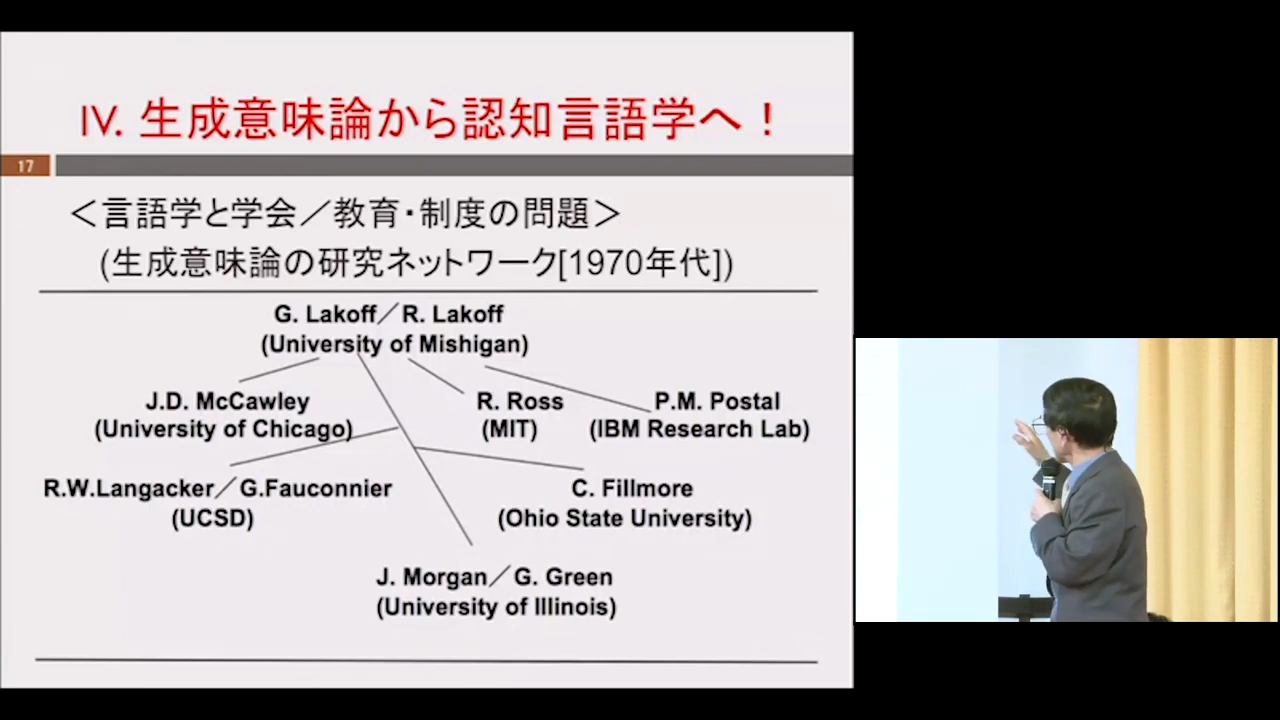 IV. 生成意味論から認知言語学へ！
17
＜言語学と学会／教育・制度の問題＞
(生成意味論の研究ネットワーク[1970年代])
G. Lakoff／R. Lakoff
(University of Mishigan)
J.D. McCawley
(University of Chicago)
R. Ross
(MIT)
P.M. Postal
(IBM Research Lab)
R.W.Langacker／G.Fauconnier
(UCSD)
C. Fillmore
(Ohio State University)
J. Morgan／G. Green
(University of Illinois)